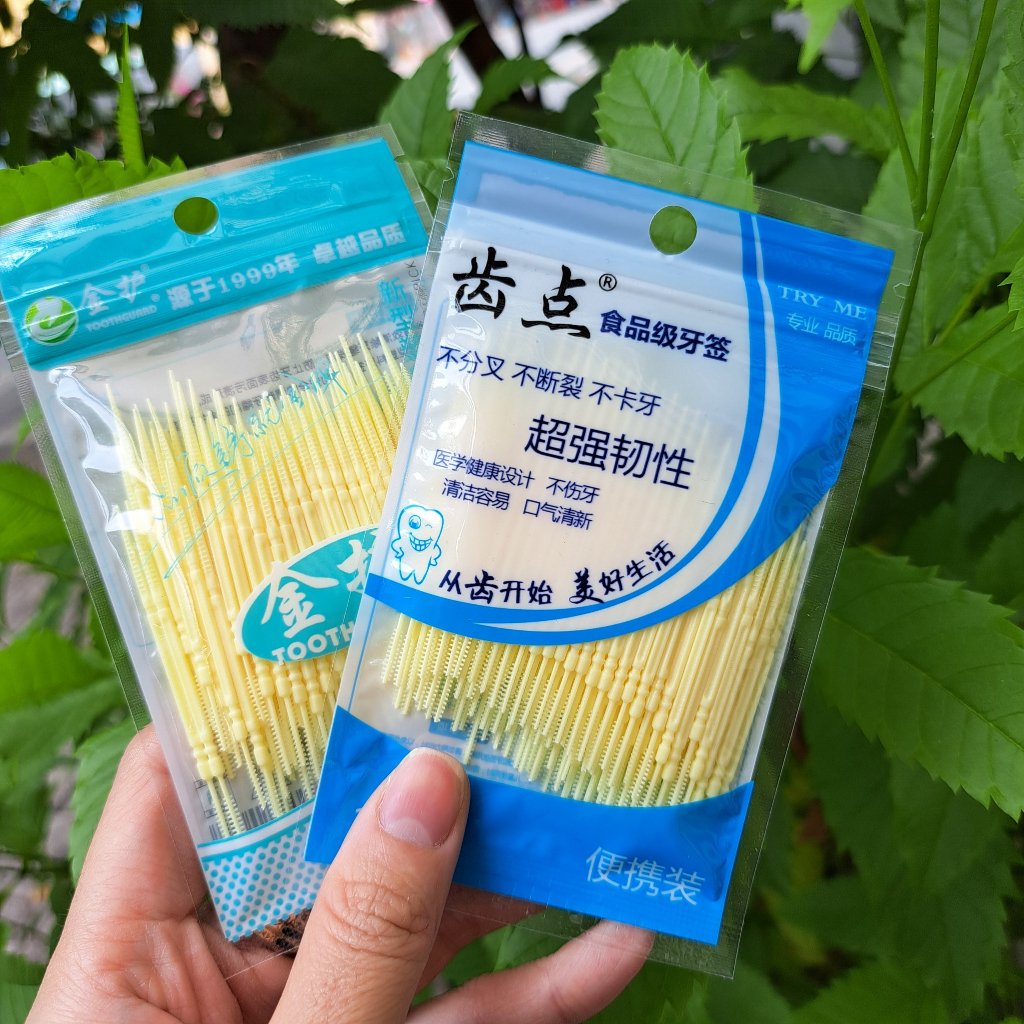 金护®
TOOTHGUARD®
源于1999年 卓越品质
新型
金护
TOOTH
齿点®
食品级牙签
TRY ME
专业 品质
不分叉 不断裂 不卡牙
超强韧性
医学健康设计 不伤牙
清洁容易 口气清新
从齿开始 美好生活
便携装